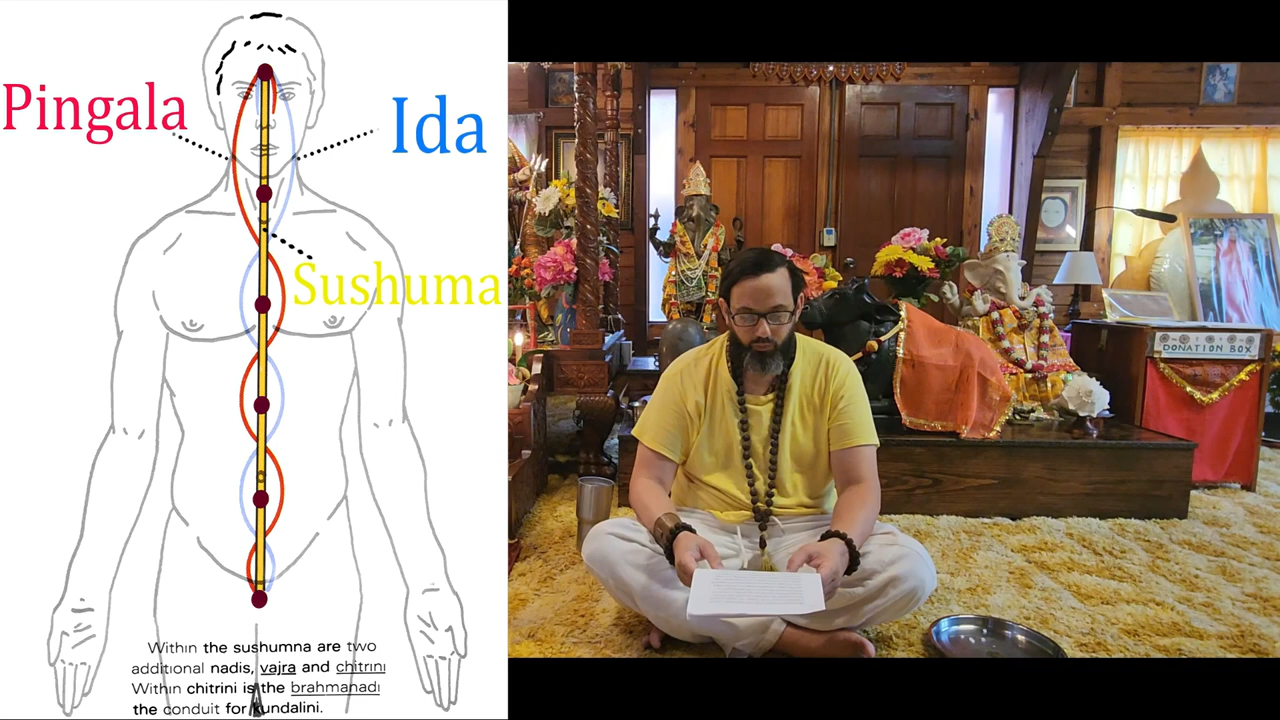 Pingala
Ida
Sushuma
Within the sushumna are two
additional nadis, vajra and chitrini
Within chitrini is the brahmanadi
the conduit for kundalini.
DONATION BOX